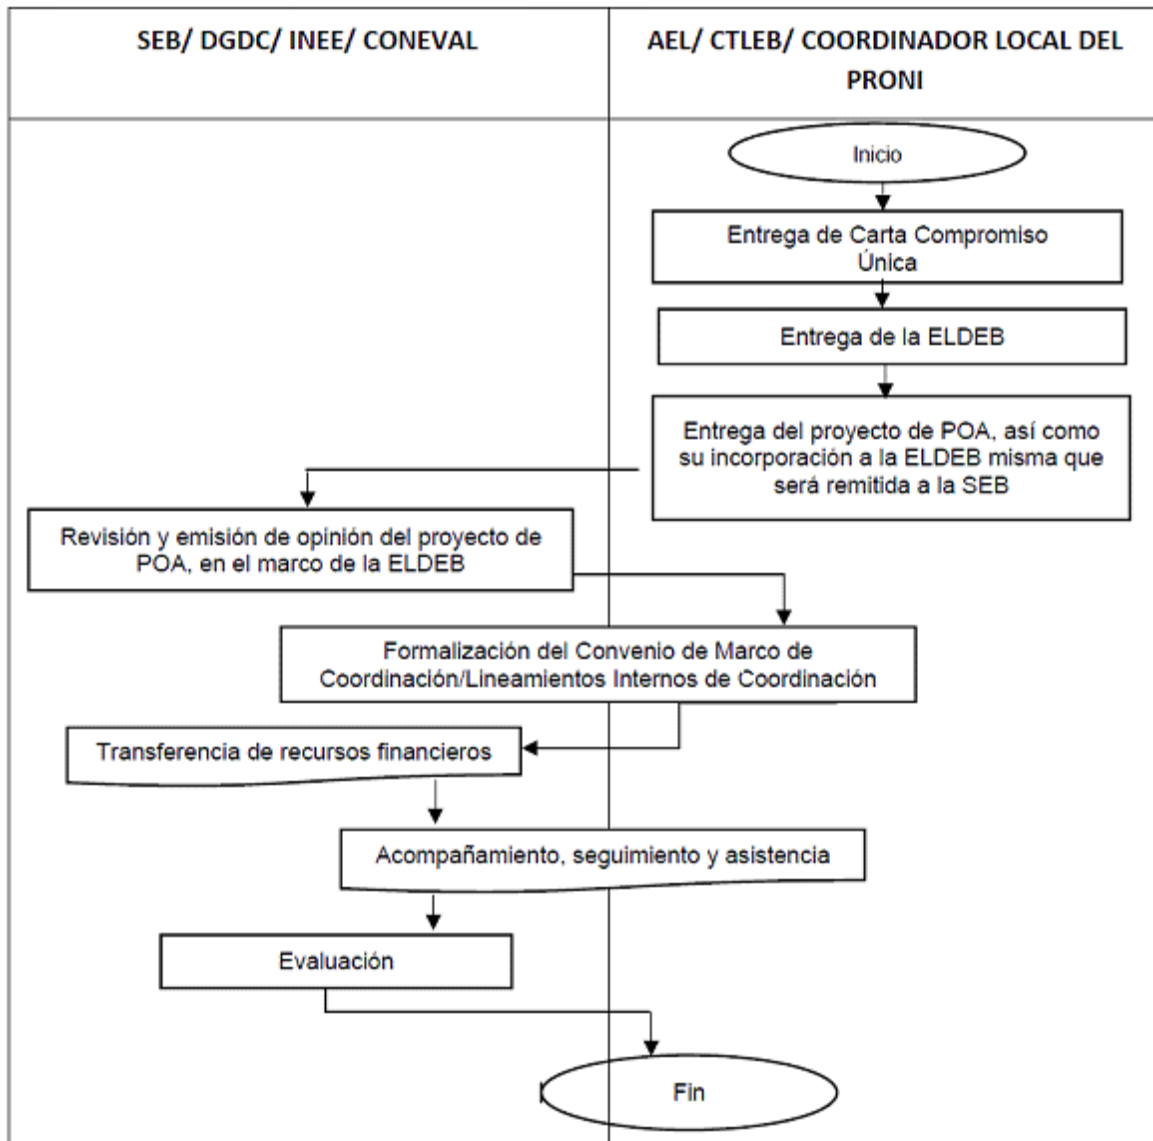 SEB/ DGDC/ INEE/ CONEVAL
AEL/ CTLEB/ COORDINADOR LOCAL DEL
PRONI
Inicio
Entrega de Carta Compromiso
Única
Entrega de la ELDEB
Entrega del proyecto de POA, así como
su incorporación a la ELDEB misma que
será remitida a la SEB
Revisión y emisión de opinión del proyecto de
POA, en el marco de la ELDEB
Formalización del Convenio de Marco de
Coordinación/Lineamientos Internos de Coordinación
Transferencia de recursos financieros
Acompañamiento, seguimiento y asistencia
Evaluación
Fin